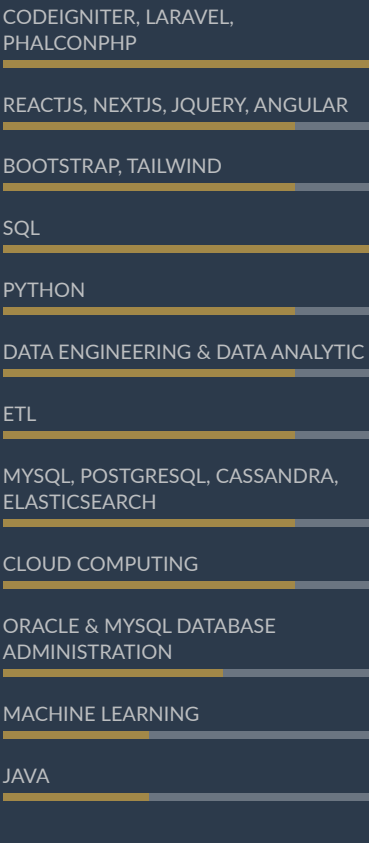 CODEIGNITER, LARAVEL,
PHALCONPHP
REACTJS, NEXTJS, JQUERY, ANGULAR
BOOTSTRAP, TAILWIND
SQL
PYTHON
DATA ENGINEERING & DATA ANALYTIC
ETL
MYSQL, POSTGRESQL, CASSANDRA,
ELASTICSEARCH
CLOUD COMPUTING
ORACLE & MYSQL DATABASE
ADMINISTRATION
MACHINE LEARNING
JAVA